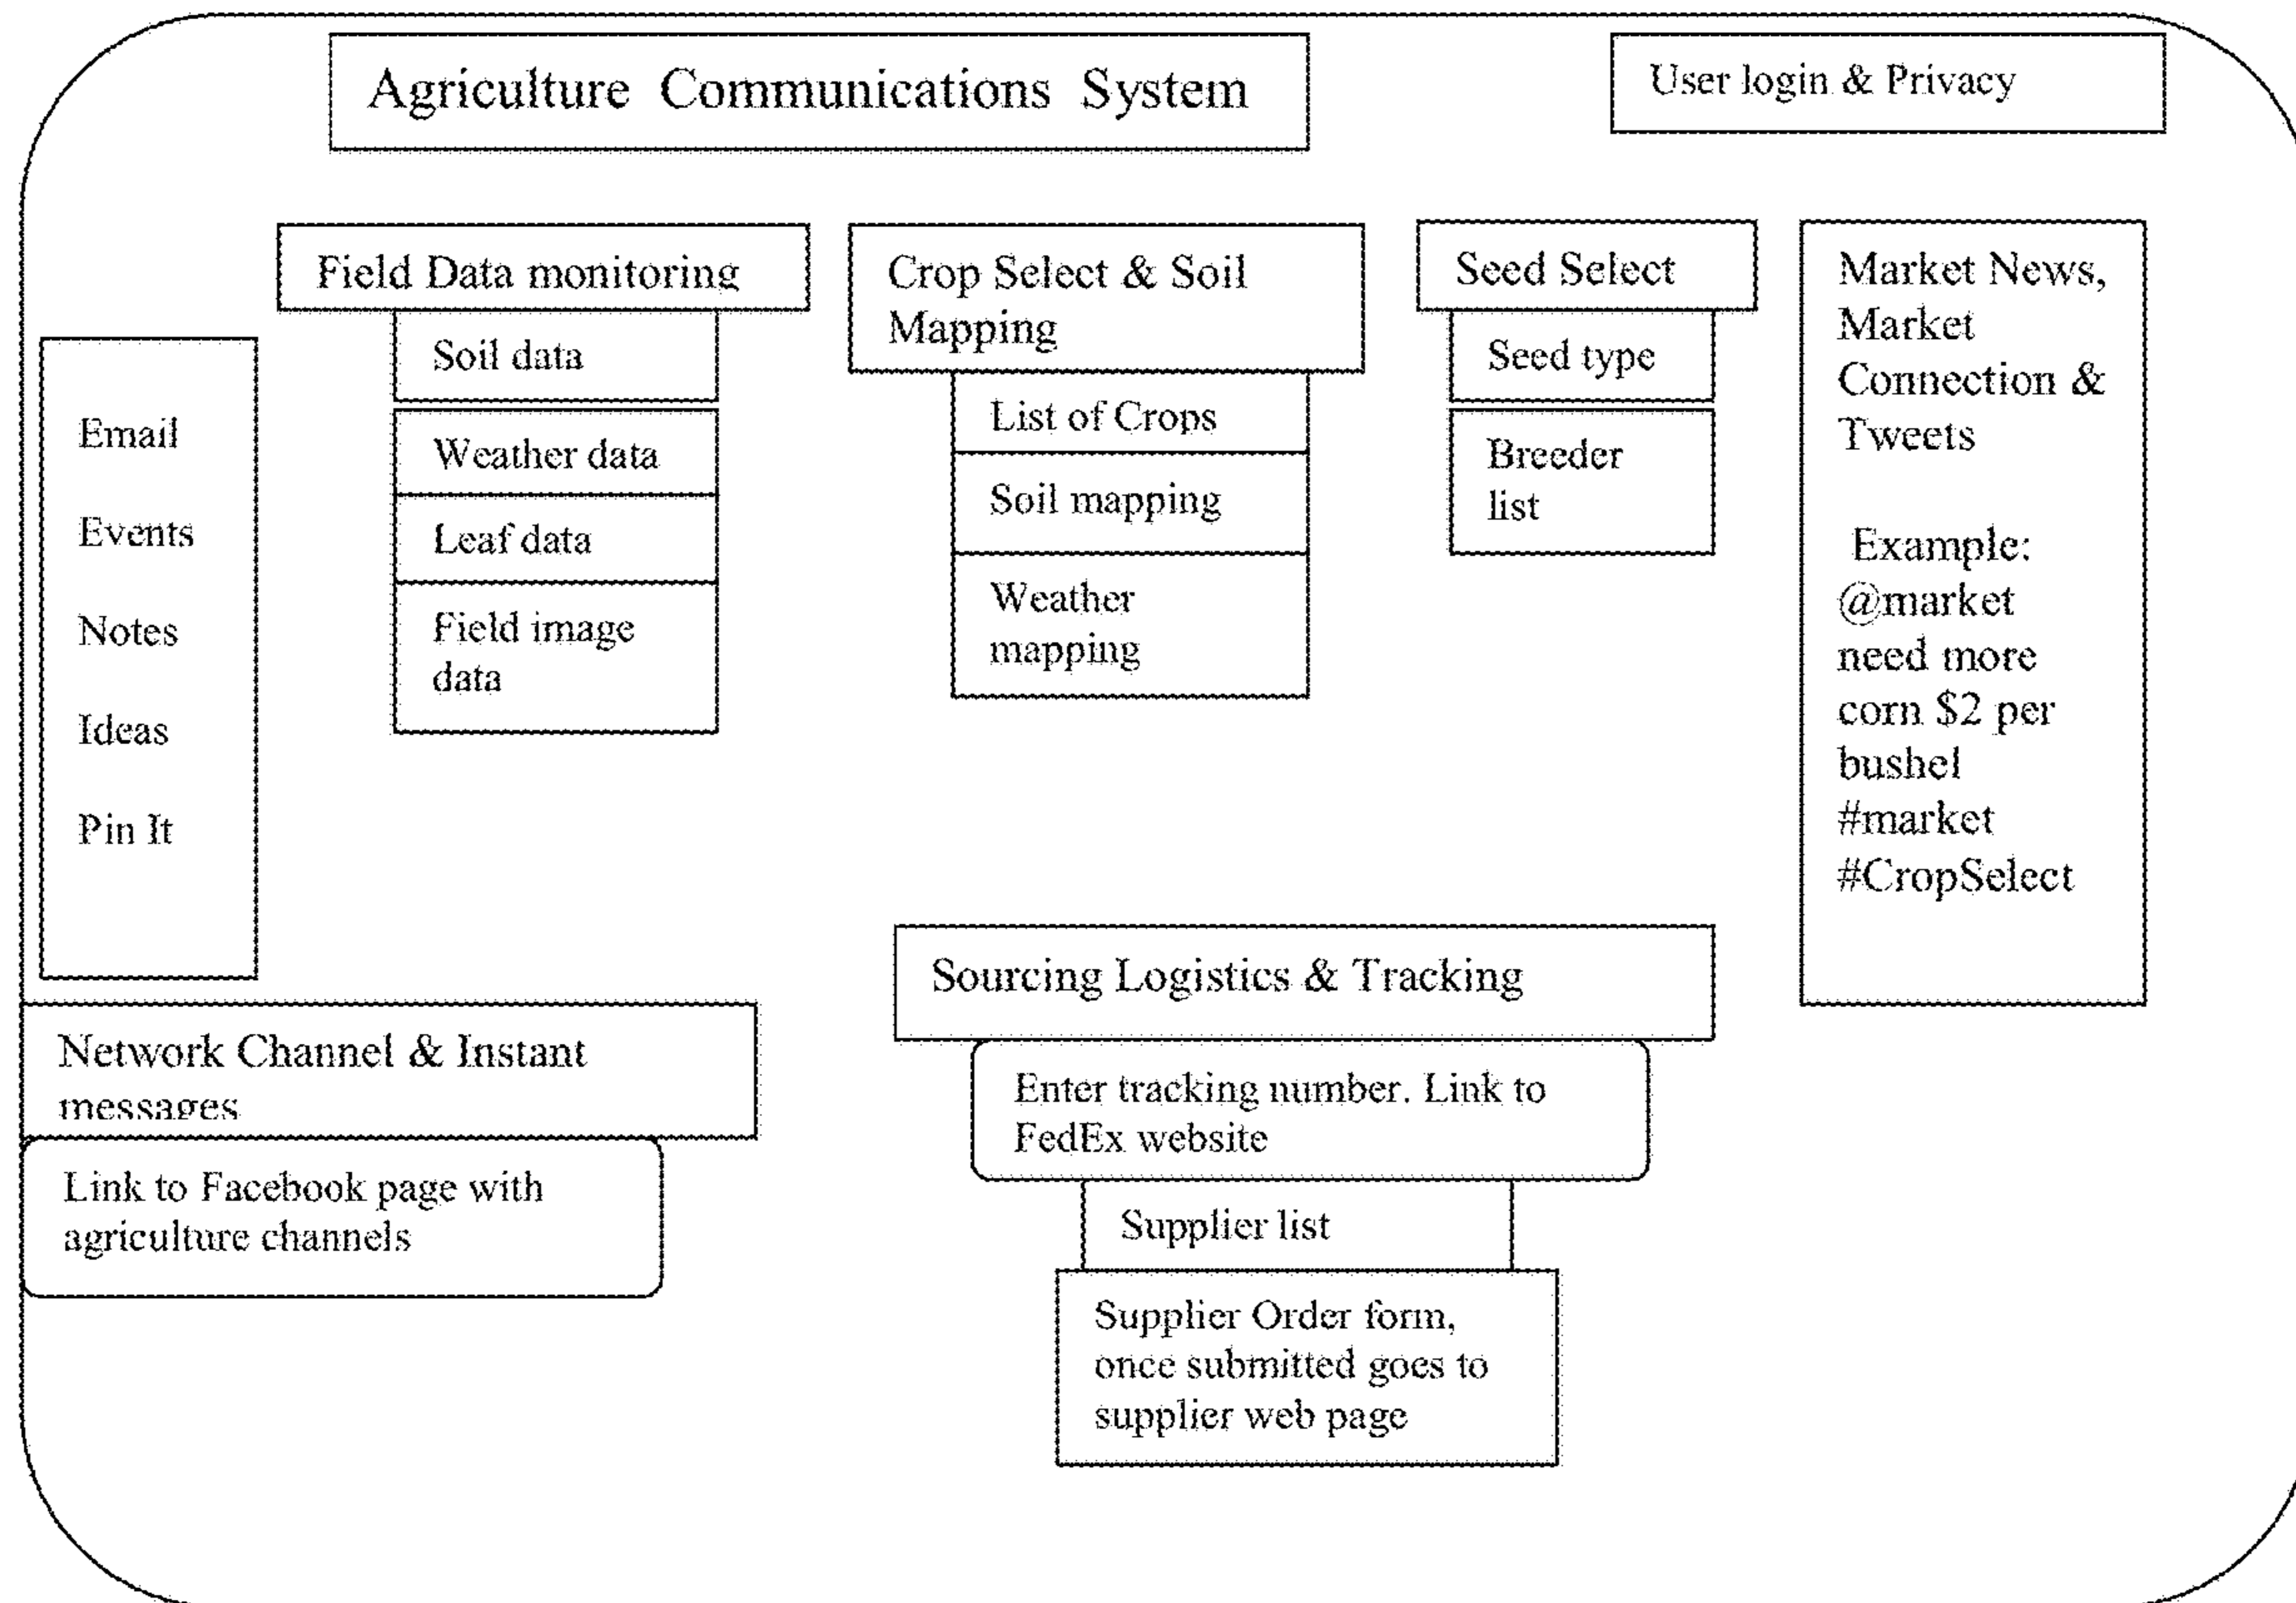 Agriculture Communications System
User login & Privacy
Email
Events
Notes
Ideas
Pin It
Field Data monitoring
Soil data
Weather data
Leaf data
Field image
data
Crop Select & Soil
Mapping
List of Crops
Soil mapping
Weather
mapping
Seed Select
Seed type
Breeder
list
Market News,
Market
Connection &
Tweets
Example:
@market
need more
corn $2 per
bushel
#market
#CropSelect
Network Channel & Instant
messages
Link to Facebook page with
agriculture channels
Sourcing Logistics & Tracking
Enter tracking number. Link to
FedEx website
Supplier list
Supplier Order form,
once submitted goes to
supplier web page